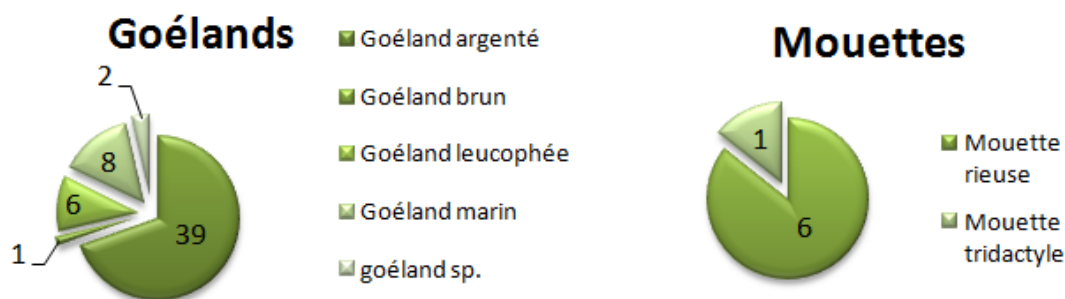 Goélands
Goéland argenté
Goéland brun
Goéland leucophée
Goéland marin
goéland sp.
2
8
6
1
39
Mouettes
1
6
Mouette
rieuse
Mouette
tridactyle